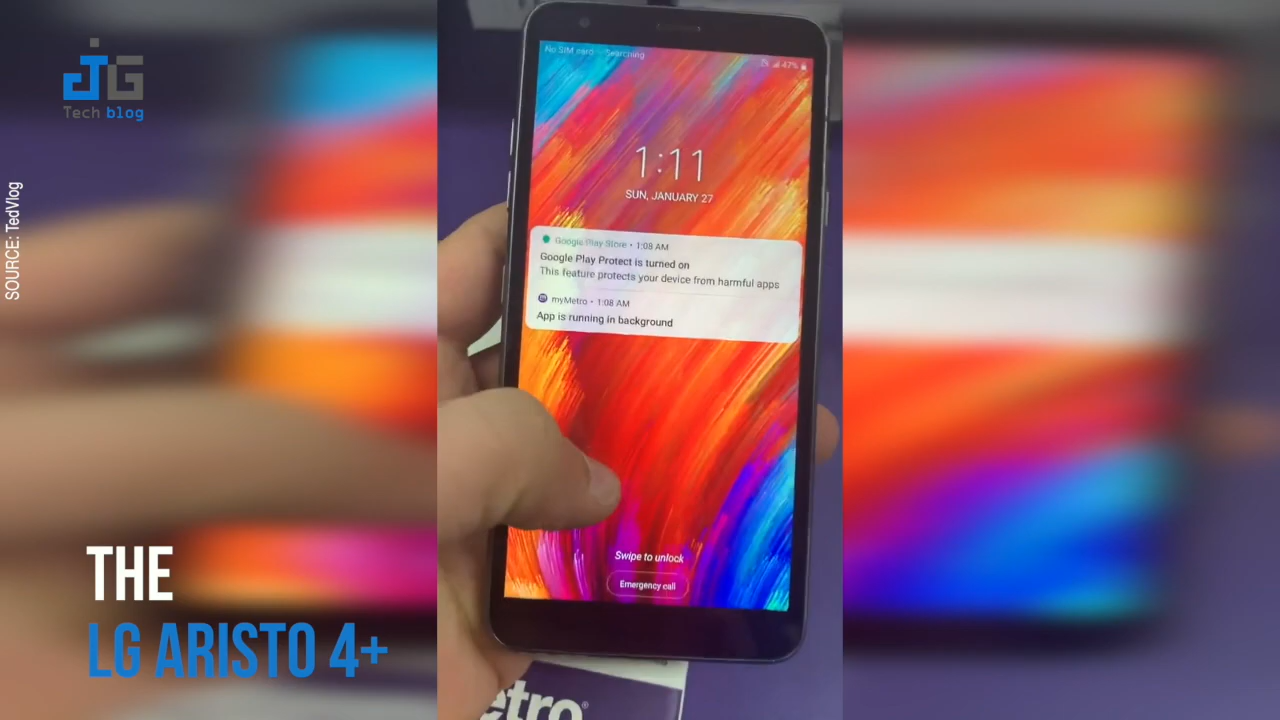 JG
Tech blog
SOURCE: TedVlog
No SIM card Searching
47%
1:11
SUN, JANUARY 27
Google Play Store • 1:08 AM
Google Play Protect is turned on
This feature protects your device from harmful apps
myMetro • 1:08 AM
App is running in background
Swipe to unlock
Emergency call
THE
LG ARISTO 4+
etro®